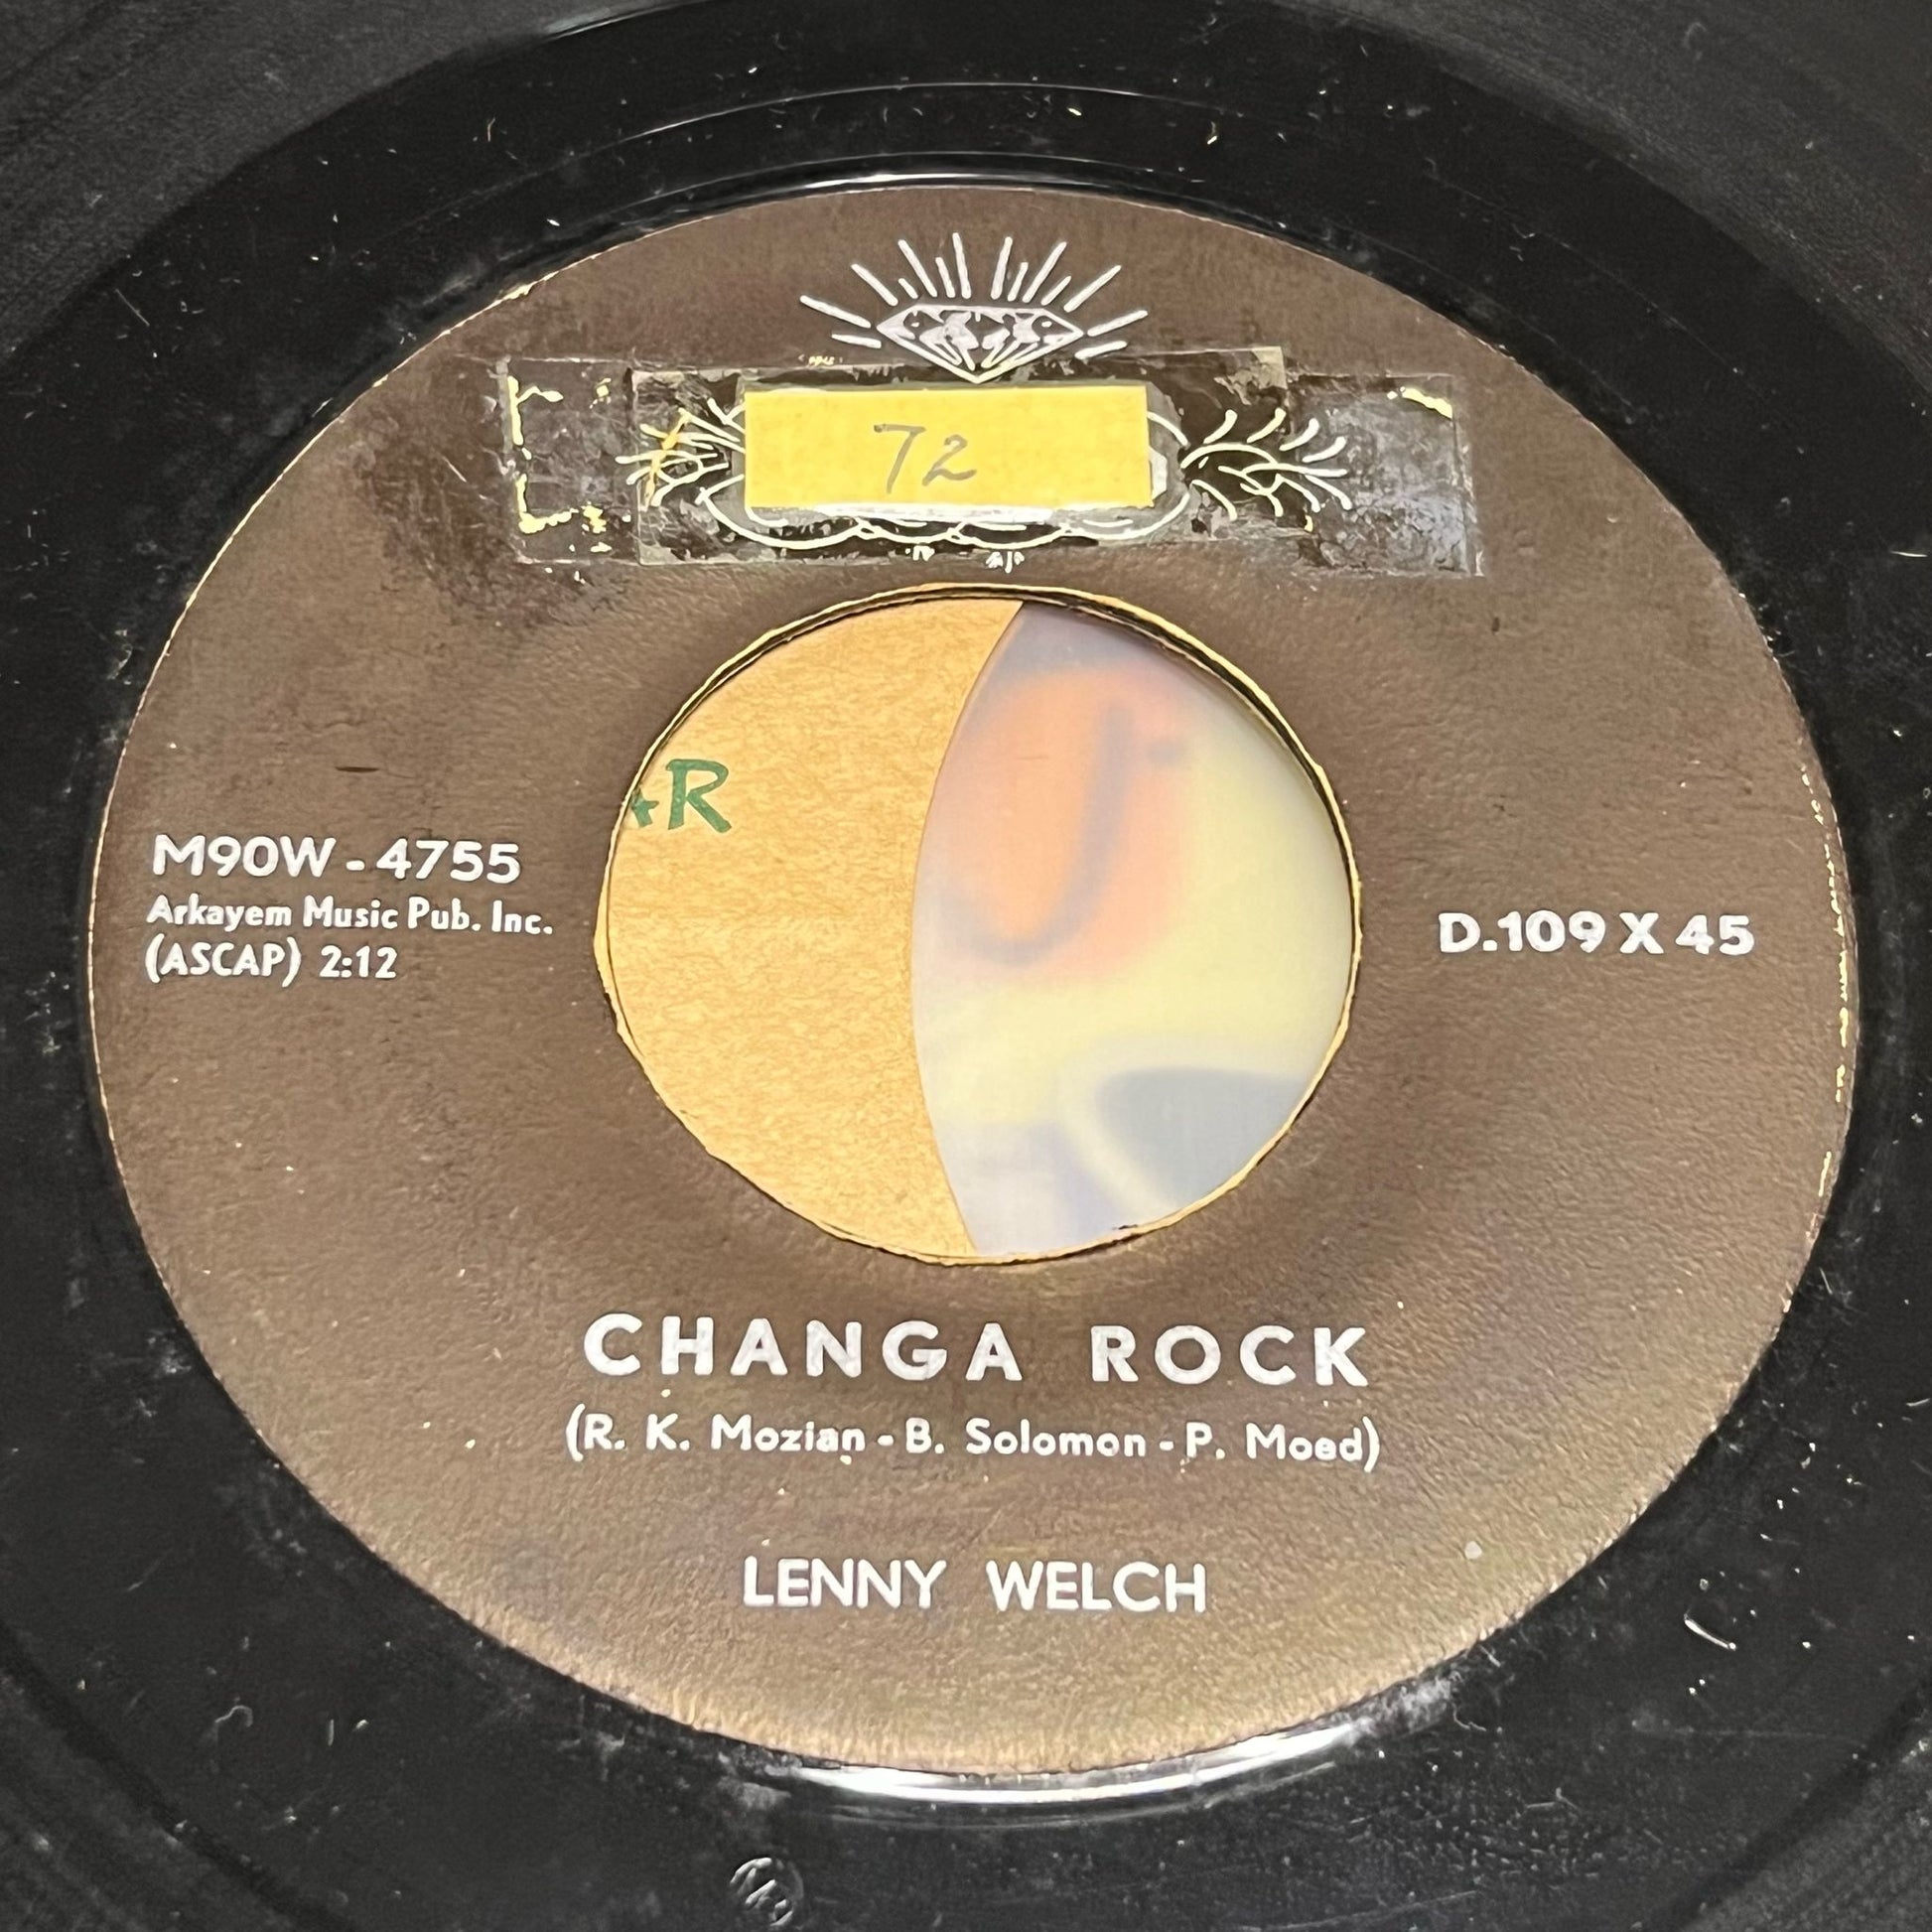 72
R
M90W - 4755
Arkayem Music Pub. Inc.
(ASCAP) 2:12
D.109 X 45
CHANGA ROCK
(R. K. Mozian - B. Solomon - P. Moed)
LENNY WELCH